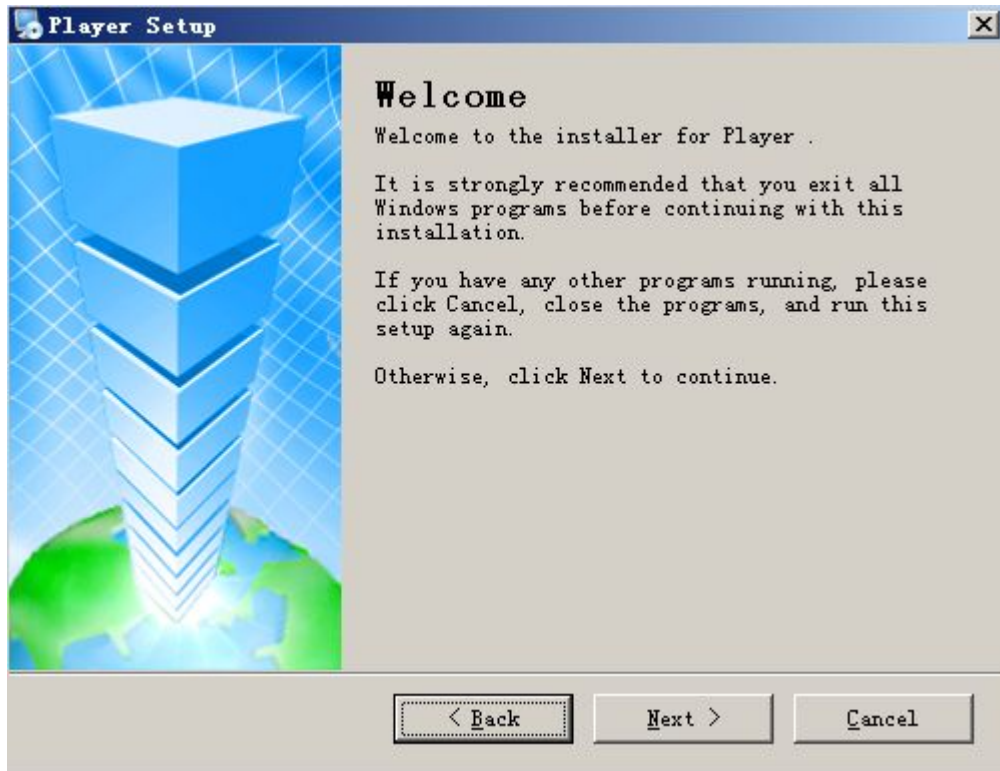 Player Setup
Welcome
Welcome to the installer for Player .
It is strongly recommended that you exit all
Windows programs before continuing with this
installation.
If you have any other programs running, please
click Cancel, close the programs, and run this
setup again.
Otherwise, click Next to continue.
< Back
Next >
Cancel